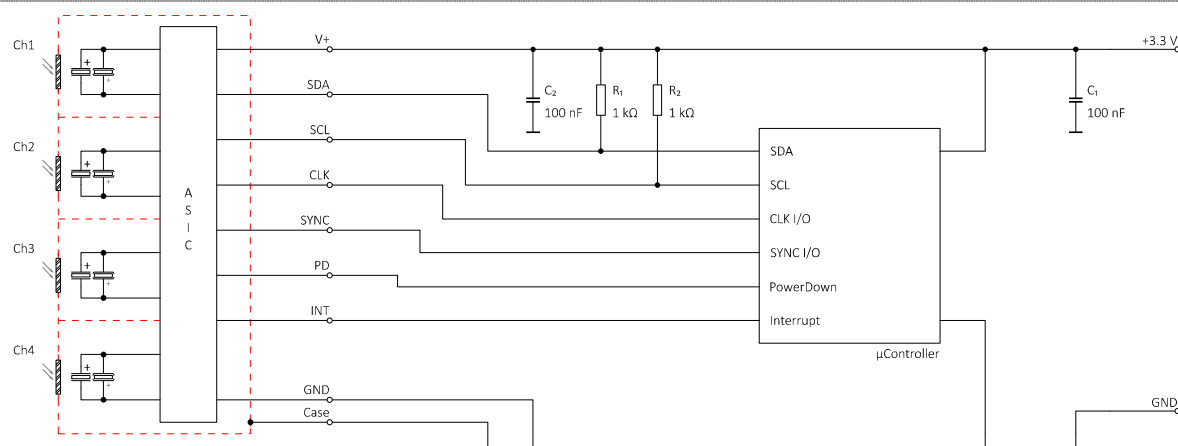 Ch1
Ch2
Ch3
Ch4
+
+
+
+
+
+
+
+
A
S
I
C
V+
SDA
SCL
CLK
SYNC
PD
INT
GND
Case
C₂
100 nF
R₁
1 kΩ
R₂
1 kΩ
SDA
SCL
CLK I/O
SYNC I/O
PowerDown
Interrupt
µController
C₁
100 nF
+3.3 V
GND